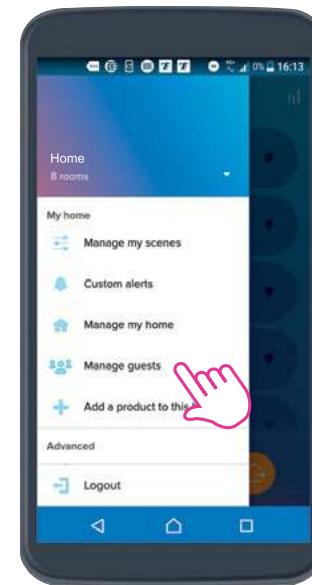 0% 16:13
Home
8 rooms
My home
Manage my scenes
Custom alerts
Manage my home
Manage guests
Add a product to this
Advanced
Logout